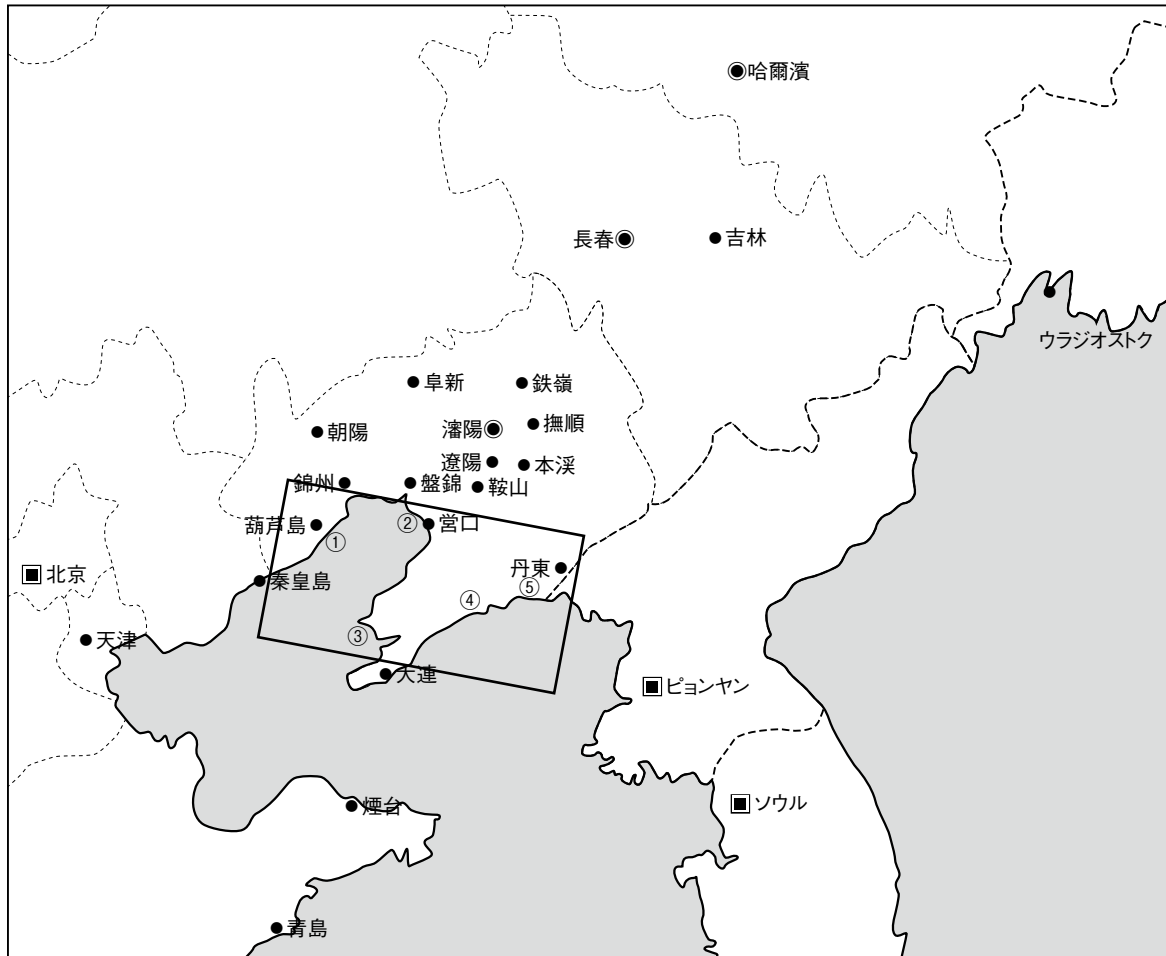 哈爾濱
長春
吉林
ウラジオストク
阜新
鉄嶺
朝陽
瀋陽
撫順
遼陽
本渓
錦州
盤錦
鞍山
葫芦島
①
②
営口
北京
秦皇島
丹東
⑤
④
天津
③
大連
ピョンヤン
煙台
ソウル
青島